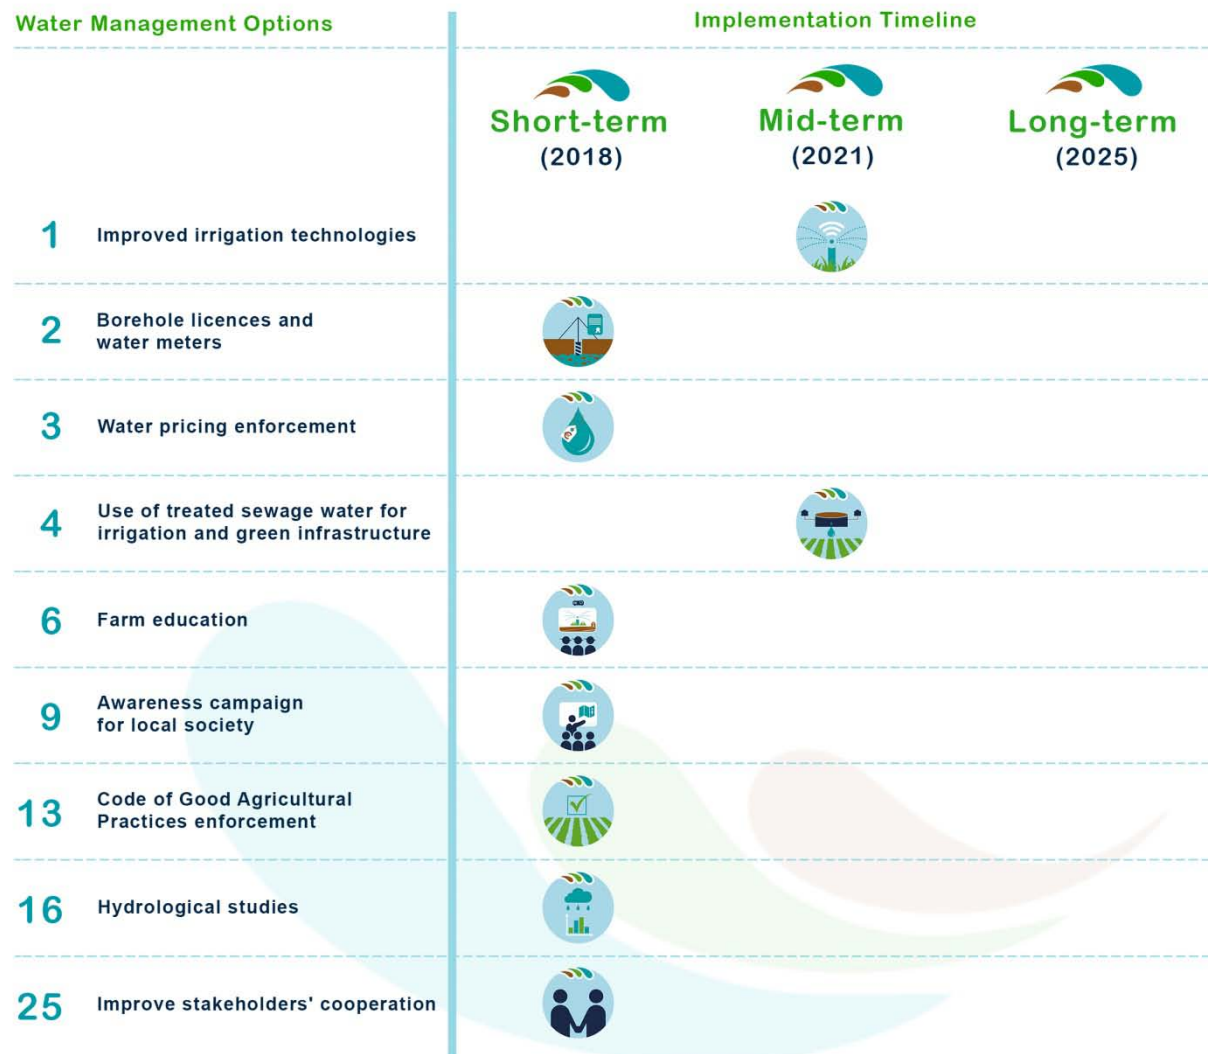 Water Management Options
Implementation Timeline
Short-term
(2018)
Mid-term
(2021)
Long-term
(2025)
1
Improved irrigation technologies
2
Borehole licences and
water meters
3
Water pricing enforcement
4
Use of treated sewage water for
irrigation and green infrastructure
6
Farm education
9
Awareness campaign
for local society
13
Code of Good Agricultural
Practices enforcement
16
Hydrological studies
25
Improve stakeholders' cooperation